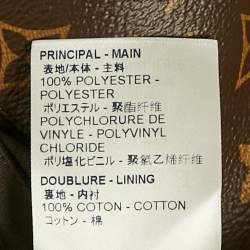 PRINCIPAL - MAIN
表地/本体 - 主料
100% POLYESTER -
POLYESTER
ポリエステル - 聚酯纤维
POLYCHLORURE DE
VINYLE - POLYVINYL
CHLORIDE
ポリ塩化ビニル - 聚氯乙烯纤维
DOUBLURE - LINING
裏地 - 内衬
100% COTON - COTTON
コットン - 棉